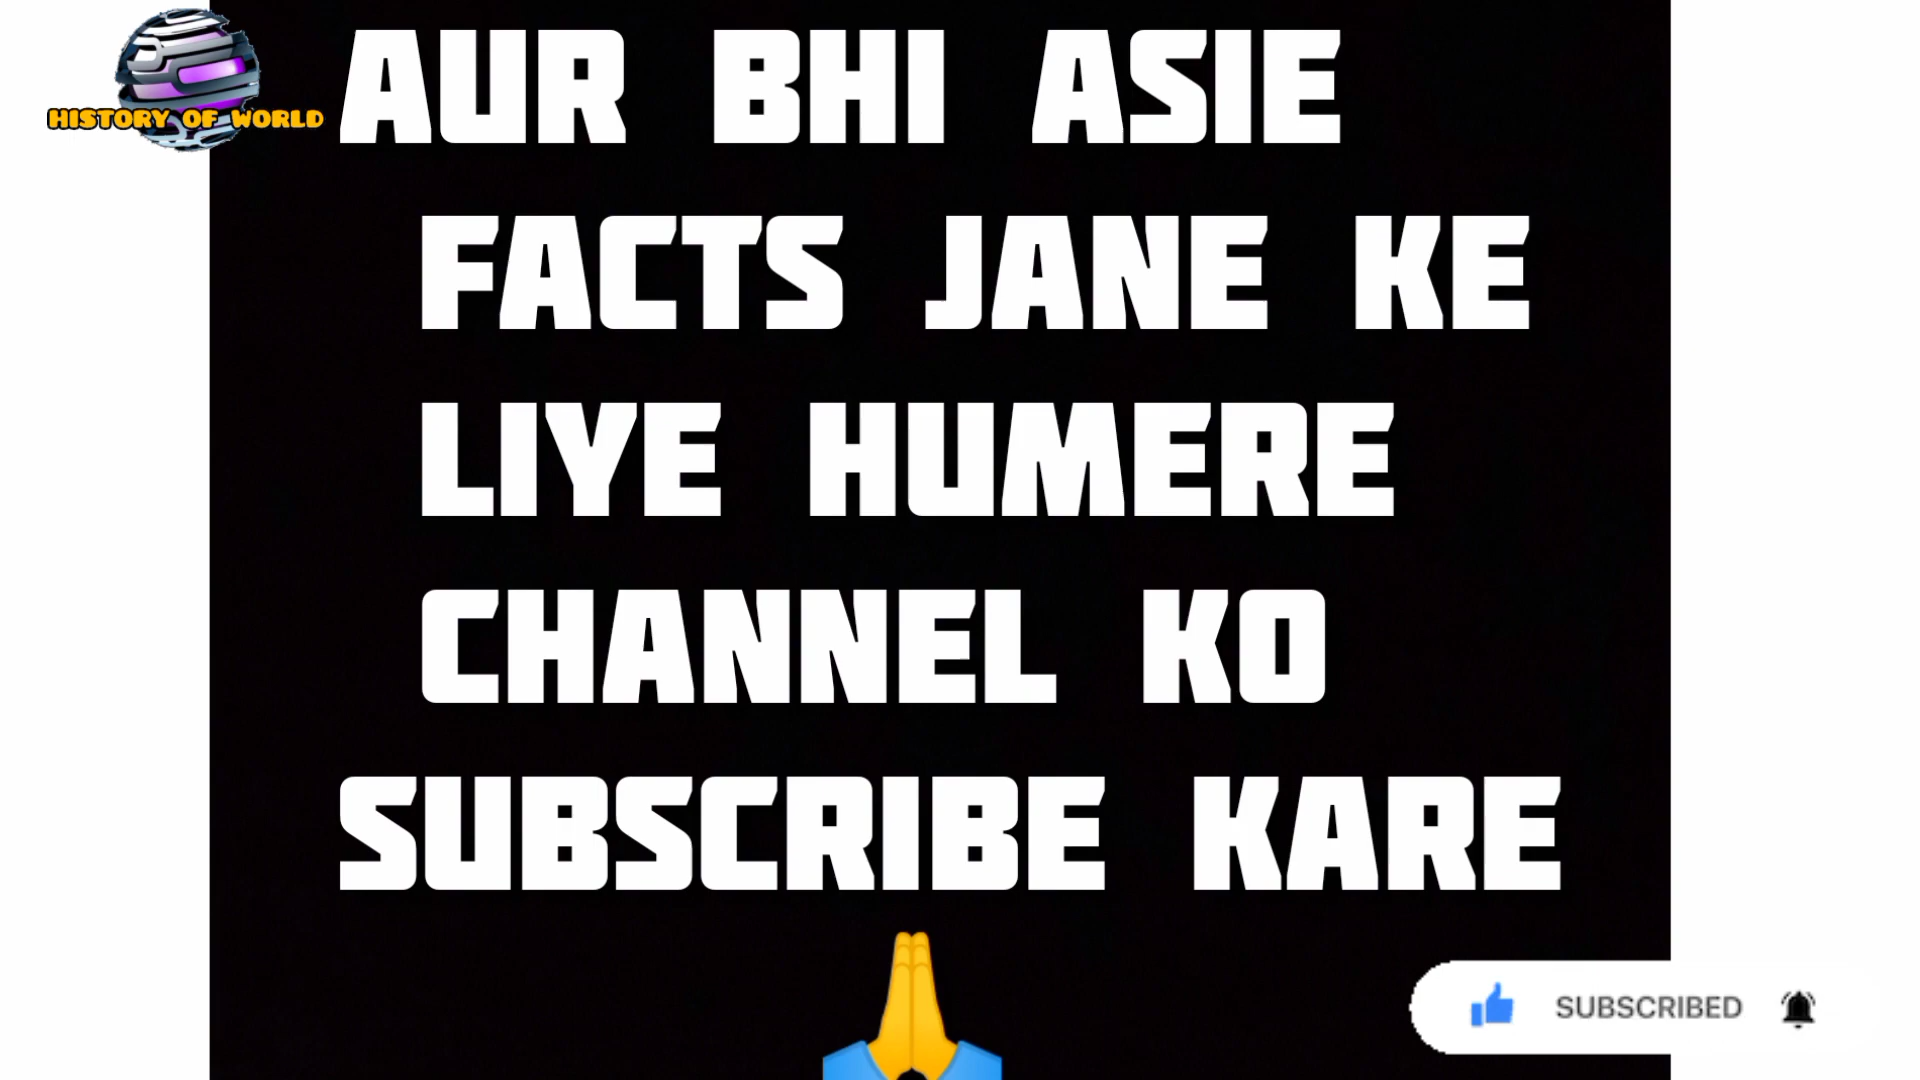 HISTORY OF WORLD
AUR BHI ASIE
FACTS JANE KE
LIYE HUMERE
CHANNEL KO
SUBSCRIBE KARE
SUBSCRIBED